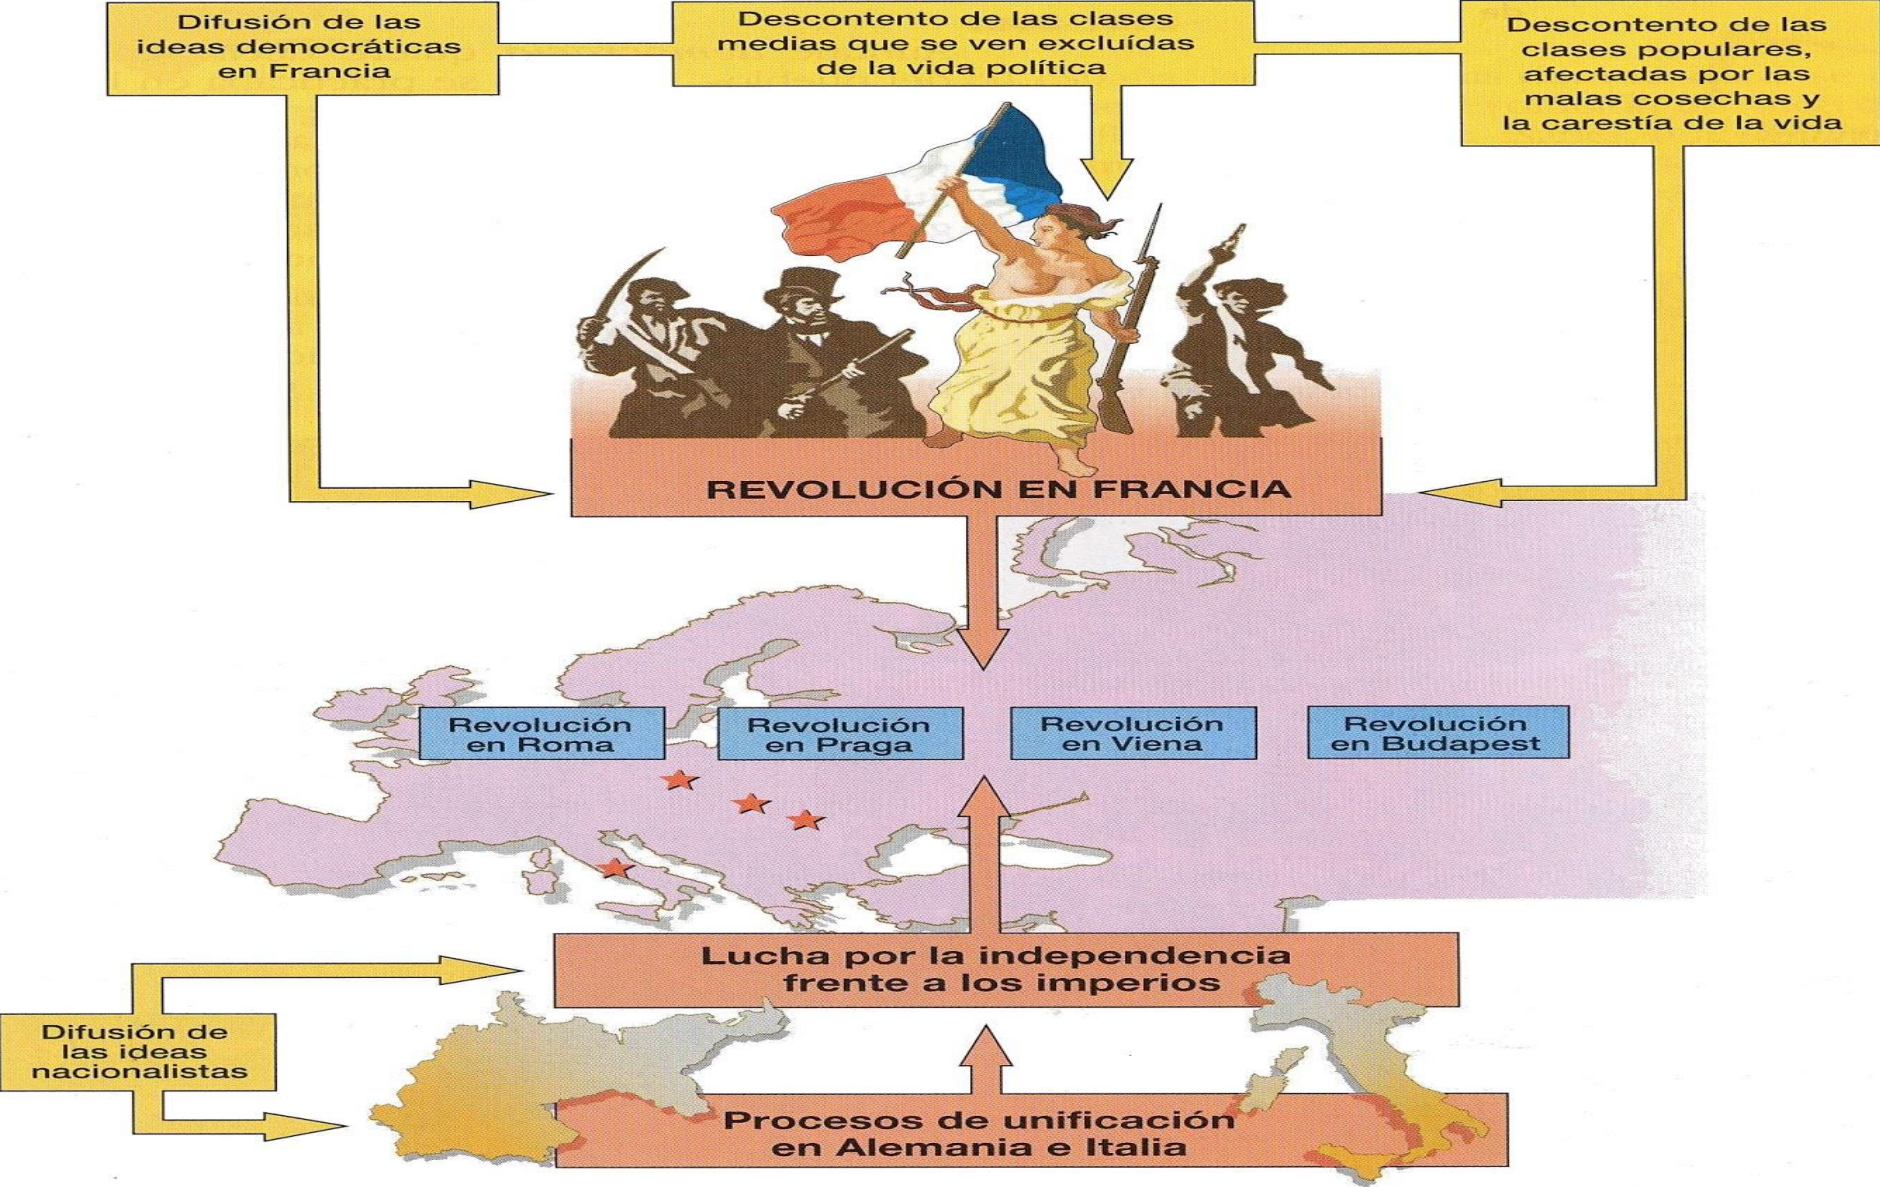 Difusión de las
ideas democráticas
en Francia
Descontento de las clases
medias que se ven excluídas
de la vida política
Descontento de las
clases populares,
afectadas por las
malas cosechas y
la carestía de la vida
REVOLUCIÓN EN FRANCIA
Revolución
en Roma
Revolución
en Praga
Revolución
en Viena
Revolución
en Budapest
Lucha por la independencia
frente a los imperios
Difusión de
las ideas
nacionalistas
Procesos de unificación
en Alemania e Italia